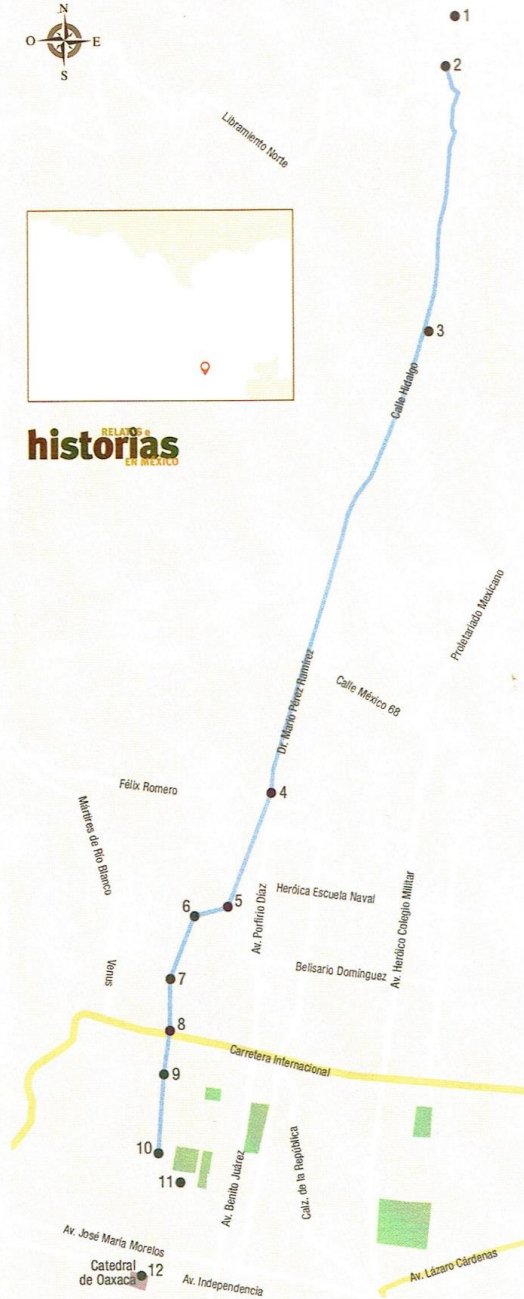 N
O
E
S
1
2
Libramiento Norte
3
Calle Hidalgo
RELATOS e
historias
EN MÉXICO
Proletariado Mexicano
Dr. Mario Pérez Ramírez
Calle México 68
Félix Romero
4
Mártires de Río Blanco
Heróica Escuela Naval
5
6
Av. Porfirio Díaz
Av. Heróico Colegio Militar
Belisario Domínguez
Venus
7
8
Carretera Internacional
9
10
11
Av. Benito Juárez
Calz. de la República
Av. José María Morelos
Catedral
de Oaxaca
12
Av. Independencia
Av. Lázaro Cárdenas